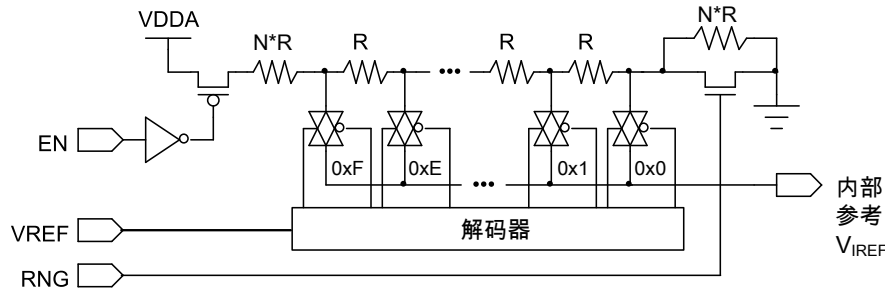 VDDA
N*R
R
R
R
N*R
EN
0xF
0xE
•••
0x1
0x0
•••
内部
参考
VIREF
VREF
解码器
RNG